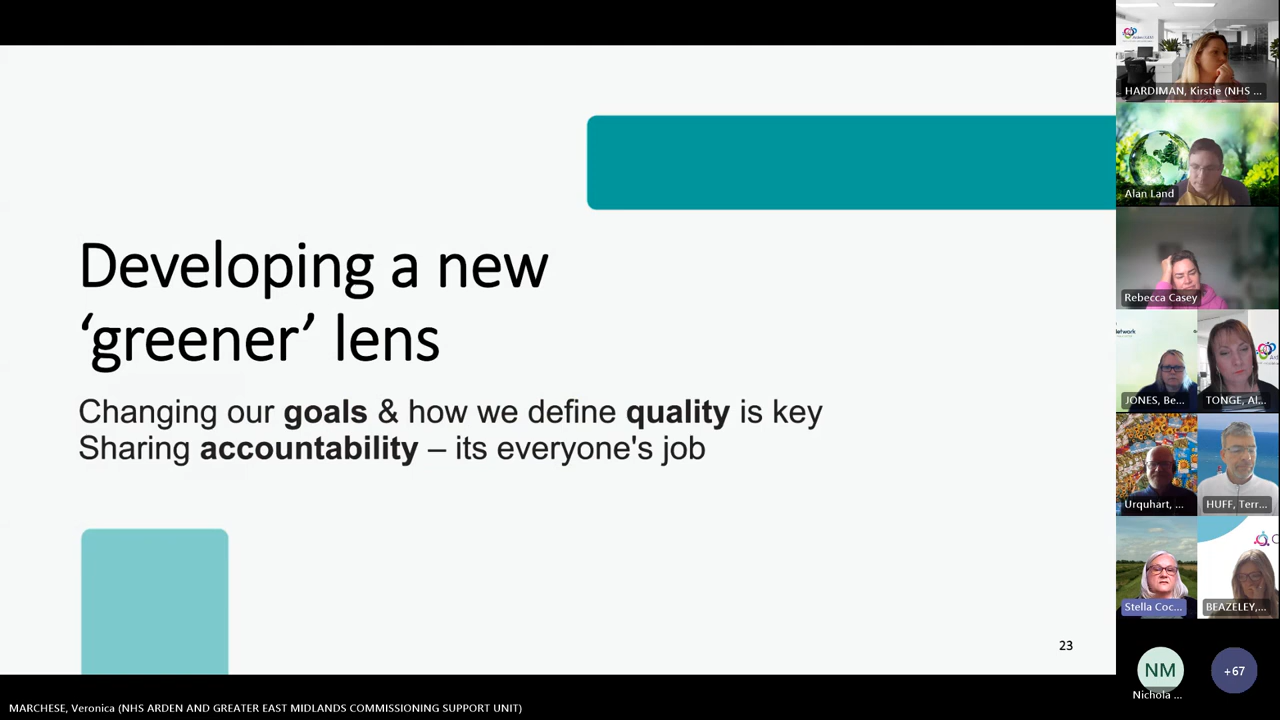 Developing a new
‘greener’ lens
Changing our goals & how we define quality is key
Sharing accountability – its everyone's job
23
HARDIMAN, Kirstie (NHS ...
Alan Land
Rebecca Casey
JONES, Be...
TONGE, Al...
Urquhart, ...
HUFF, Terr...
Stella Coc...
BEAZELEY,...
NM
Nichola ...
+67
MARCHESE, Veronica (NHS ARDEN AND GREATER EAST MIDLANDS COMMISSIONING SUPPORT UNIT)